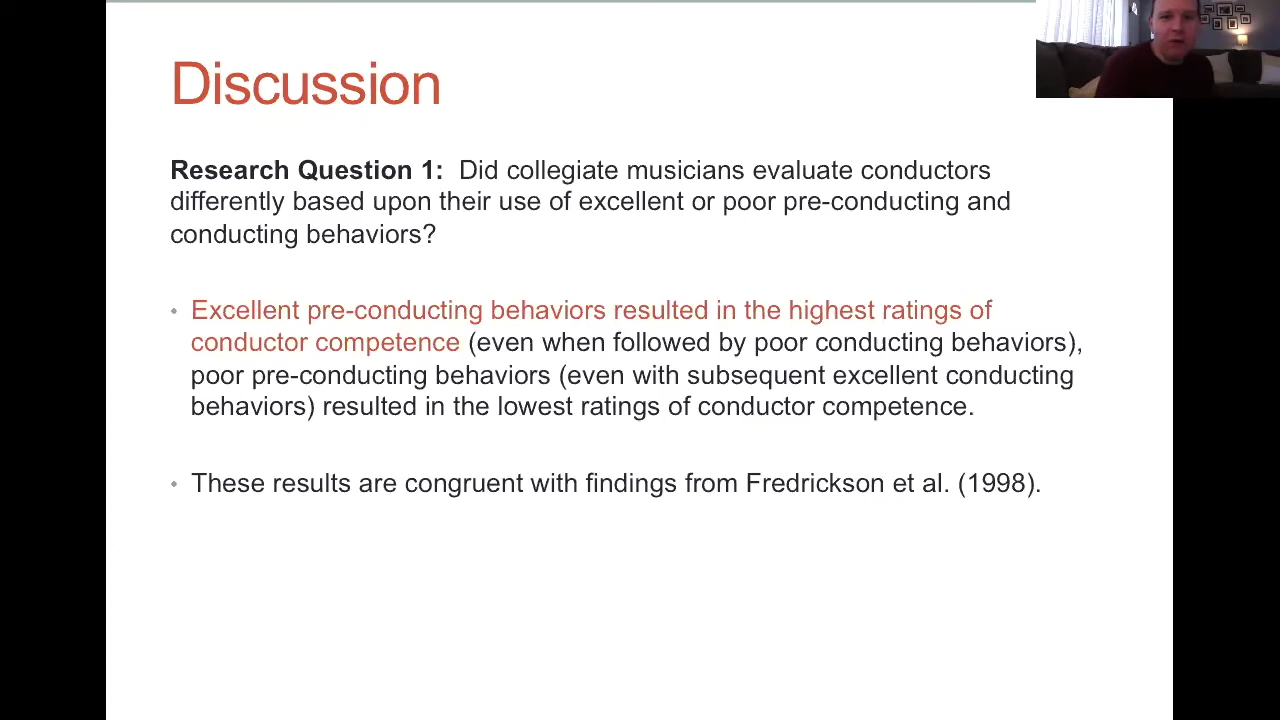 Discussion
Research Question 1: Did collegiate musicians evaluate conductors
differently based upon their use of excellent or poor pre-conducting and
conducting behaviors?
• Excellent pre-conducting behaviors resulted in the highest ratings of
conductor competence (even when followed by poor conducting behaviors),
poor pre-conducting behaviors (even with subsequent excellent conducting
behaviors) resulted in the lowest ratings of conductor competence.
• These results are congruent with findings from Fredrickson et al. (1998).